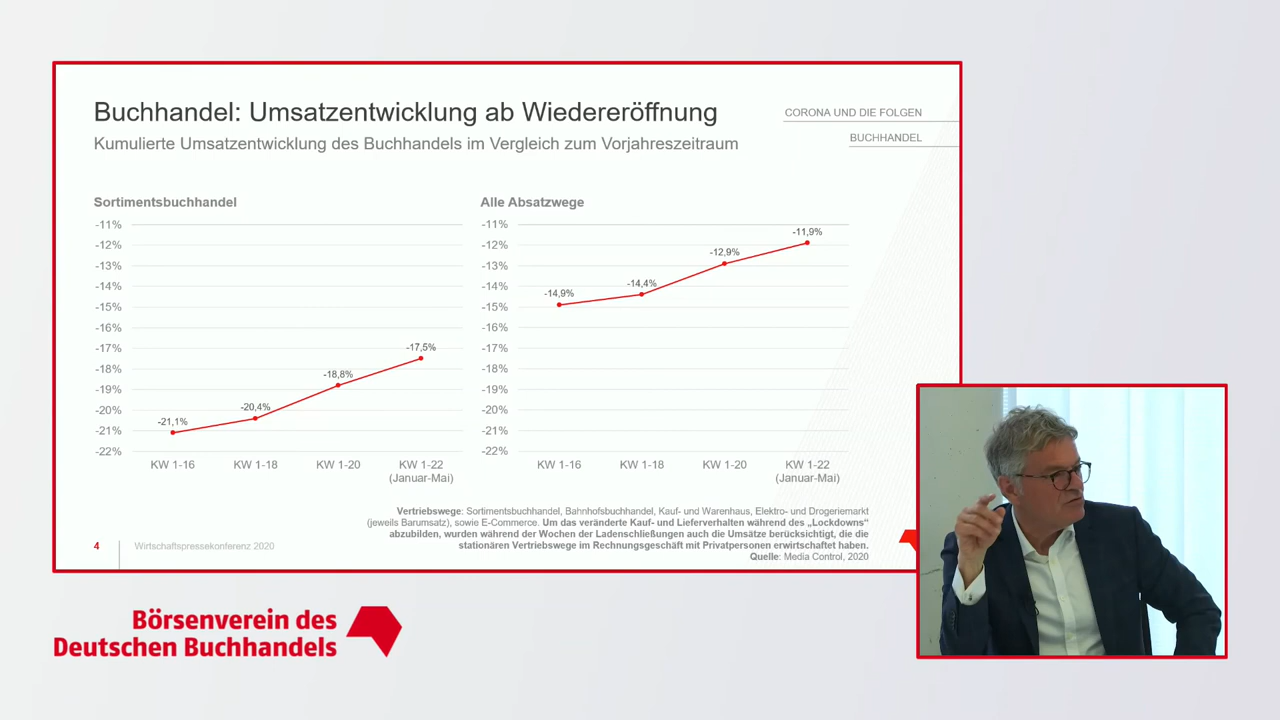 Buchhandel: Umsatzentwicklung ab Wiedereröffnung
Kumulierte Umsatzentwicklung des Buchhandels im Vergleich zum Vorjahreszeitraum
CORONA UND DIE FOLGEN
BUCHHANDEL
Sortimentsbuchhandel
-11%
-12%
-13%
-14%
-15%
-16%
-17%
-18%
-19%
-20%
-21%
-22%
-21,1%
-20,4%
-18,8%
-17,5%
KW 1-16
KW 1-18
KW 1-20
KW 1-22
(Januar-Mai)
Alle Absatzwege
-11%
-12%
-13%
-14%
-15%
-16%
-17%
-18%
-19%
-20%
-21%
-22%
-14,9%
-14,4%
-12,9%
-11,9%
KW 1-16
KW 1-18
KW 1-20
KW 1-22
(Januar-Mai)
Vertriebswege: Sortimentsbuchhandel, Bahnhofsbuchhandel, Kauf- und Warenhaus, Elektro- und Drogeriemarkt
(jeweils Barumsatz), sowie E-Commerce. Um das veränderte Kauf- und Lieferverhalten während des „Lockdowns“
abzubilden, wurden während der Wochen der Ladenschließungen auch die Umsätze berücksichtigt, die die
stationären Vertriebswege im Rechnungsgeschäft mit Privatpersonen erwirtschaftet haben.
Quelle: Media Control, 2020
4
Wirtschaftspressekonferenz 2020
Börsenverein des
Deutschen Buchhandels